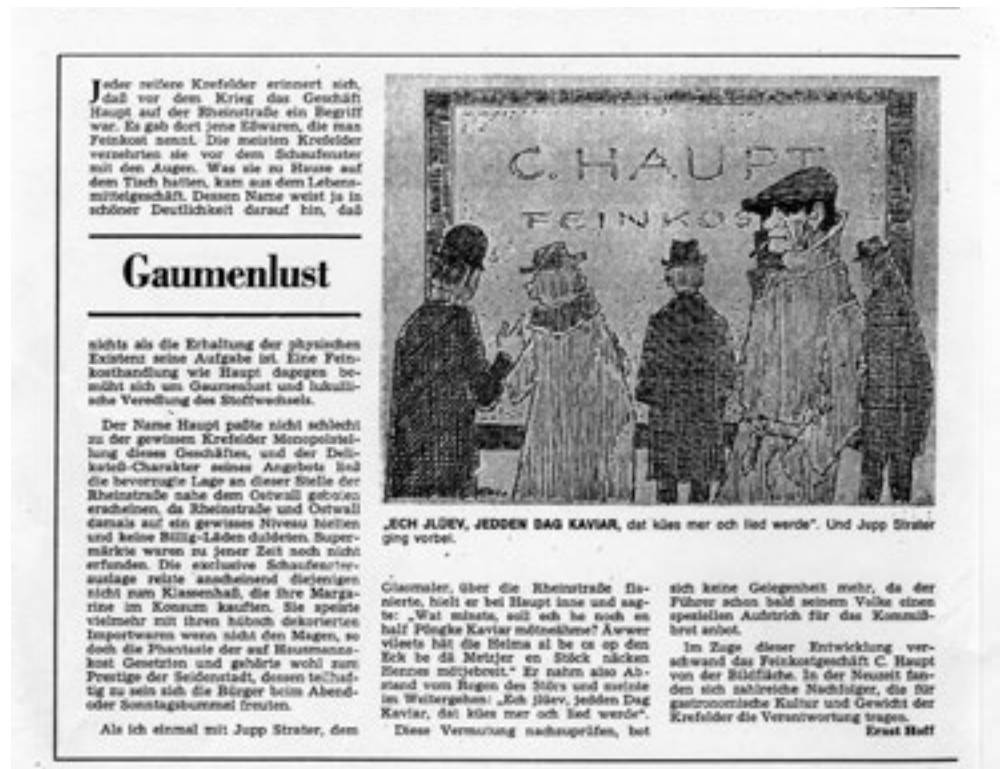 Jeder reifere Krefelder erinnert sich,
daß vor dem Krieg das Geschäft
Haupt auf der Rheinstraße ein Begriff
war. Es gab dort jene Eßwaren, die man
Feinkost nennt. Die meisten Krefelder
verzehrten sie vor dem Schaufenster
mit den Augen. Was sie zu Hause auf
dem Tisch hatten, kam aus dem Lebens-
mittelgeschäft. Dessen Name weist ja in
schöner Deutlichkeit darauf hin, daß
Gaumenlust
nichts als die Erhaltung der physischen
Existenz seine Aufgabe ist. Eine Fein-
kosthandlung wie Haupt dagegen be-
müht sich um Gaumenlust und lukulli-
sche Veredlung des Stoffwechsels.
Der Name Haupt paßte nicht schlecht
zu der gewissen Krefelder Monopolstel-
lung dieses Geschäftes, und der Deli-
kateß-Charakter seines Angebots ließ
die bevorzugte Lage an dieser Stelle der
Rheinstraße nahe dem Ostwall geboten
erscheinen, da Rheinstraße und Ostwall
damals auf ein gewisses Niveau hielten
und keine Billig-Läden duldeten. Super-
märkte waren zu jener Zeit noch nicht
erfunden. Die exclusive Schaufenster-
auslage reizte anscheinend diejenigen
nicht zum Klassenhaß, die ihre Marga-
rine im Konsum kauften. Sie speiste
vielmehr mit ihren hübsch dekorierten
Importwaren wenn nicht den Magen, so
doch die Phantasie der auf Hausmanns-
kost Gesetzten und gehörte wohl zum
Prestige der Seidenstadt, dessen teilhaf-
tig zu sein sich die Bürger beim Abend-
oder Sonntagsbummel freuten.
Als ich einmal mit Jupp Strater, dem
C. HAUPT
FEINKOS
„ECH JLÜEV, JEDDEN DAG KAVIAR, dat kües mer och lied werde". Und Jupp Strater
ging vorbei.
Glasmaler, über die Rheinstraße fla-
nierte, hielt er bei Haupt inne und sag-
te: „Wat minste, soll ech he noch en
half Pöngke Kaviar mötnehme? Äwwer
vileets hät die Helma al be os op den
Eck be dä Metzjer en Stöck näcken
Hennes mötjebreit." Er nahm also Ab-
stand vom Rogen des Störs und meinte
im Weitergehen: „Ech jlüev, jedden Dag
Kaviar, dat kües mer och lied werde".
Diese Vermutung nachzuprüfen, bot
sich keine Gelegenheit mehr, da der
Führer schon bald seinem Volke einen
speziellen Aufstrich für das Kommiß-
brot anbot.
Im Zuge dieser Entwicklung ver-
schwand das Feinkostgeschäft C. Haupt
von der Bildfläche. In der Neuzeit fan-
den sich zahlreiche Nachfolger, die für
gastronomische Kultur und Gewicht der
Krefelder die Verantwortung tragen.
Ernst Hoff